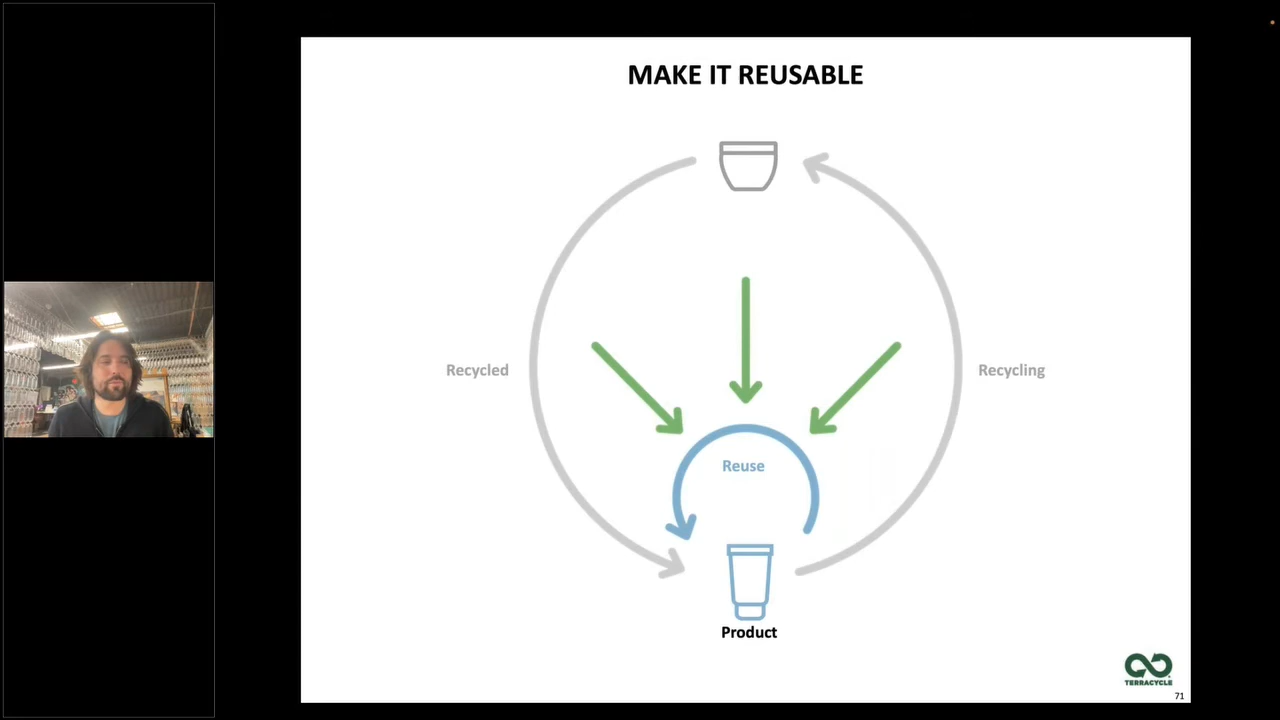 MAKE IT REUSABLE
Recycled
Recycling
Reuse
Product
TERRACYCLE
71